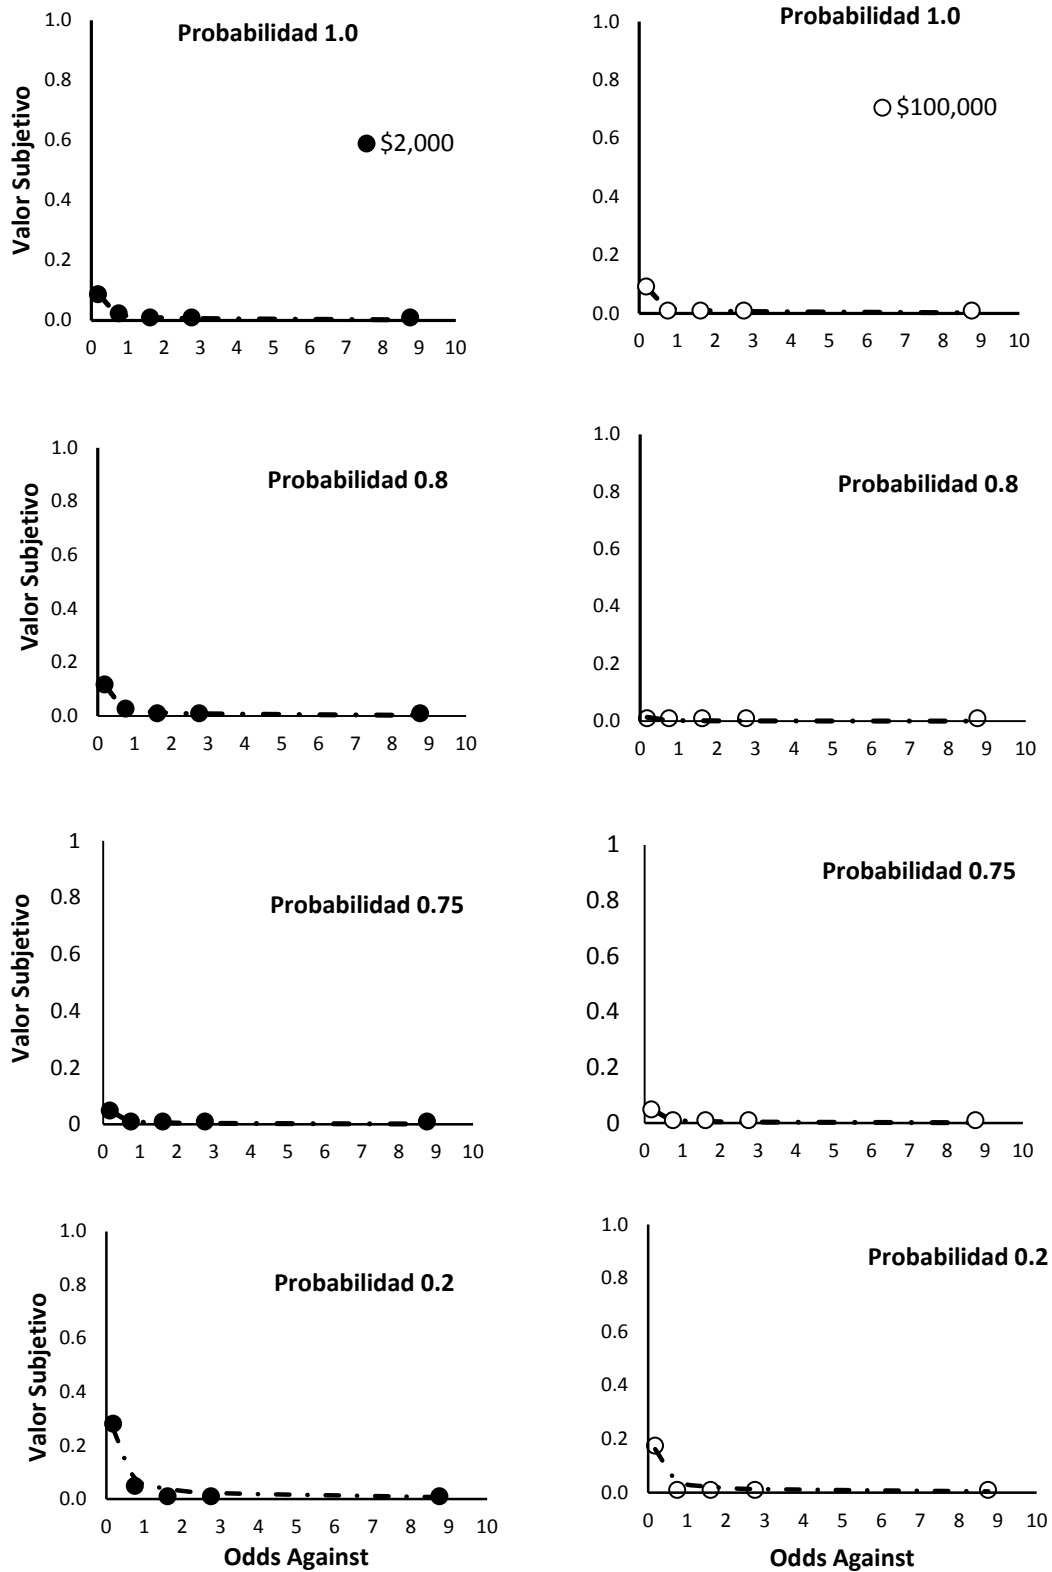 Probabilidad 1.0
$2,000
Valor Subjetivo
1.0
0.8
0.6
0.4
0.2
0.0
0 1 2 3 4 5 6 7 8 9 10
Probabilidad 1.0
$100,000
1.0
0.8
0.6
0.4
0.2
0.0
0 1 2 3 4 5 6 7 8 9 10
Probabilidad 0.8
Valor Subjetivo
1.0
0.8
0.6
0.4
0.2
0.0
0 1 2 3 4 5 6 7 8 9 10
Probabilidad 0.8
1.0
0.8
0.6
0.4
0.2
0.0
0 1 2 3 4 5 6 7 8 9 10
Probabilidad 0.75
Valor Subjetivo
1
0.8
0.6
0.4
0.2
0
0 1 2 3 4 5 6 7 8 9 10
Probabilidad 0.75
1
0.8
0.6
0.4
0.2
0
0 1 2 3 4 5 6 7 8 9 10
Probabilidad 0.2
Valor Subjetivo
1.0
0.8
0.6
0.4
0.2
0.0
0 1 2 3 4 5 6 7 8 9 10
Odds Against
Probabilidad 0.2
1.0
0.8
0.6
0.4
0.2
0.0
0 1 2 3 4 5 6 7 8 9 10
Odds Against